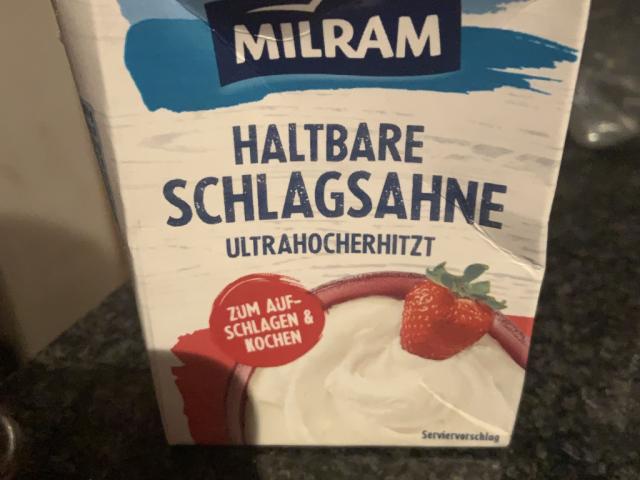 MILRAM
HALTBARE
SCHLAGSAHNE
ULTRAHOCHERHITZT
ZUM AUF-
SCHLAGEN &
KOCHEN
Serviervorschlag